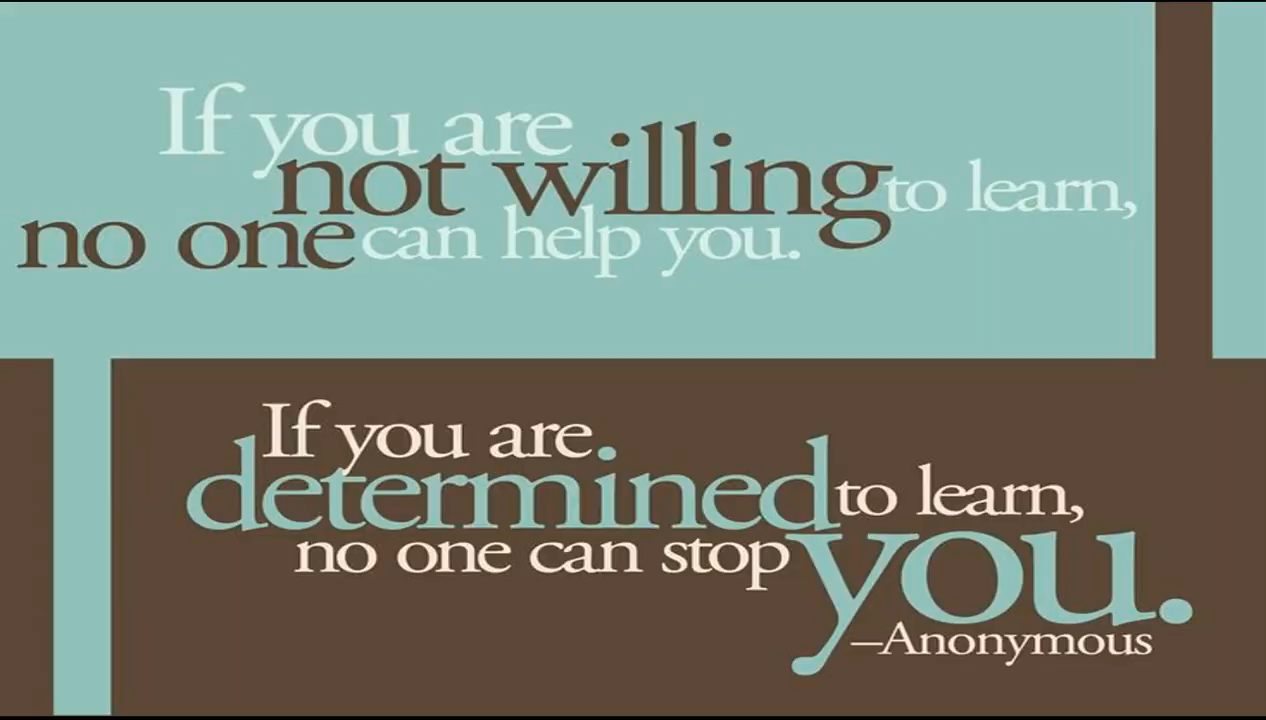 If you are
not willing to learn,
no one can help you.
If you are
determined to learn,
no one can stop you.
–Anonymous